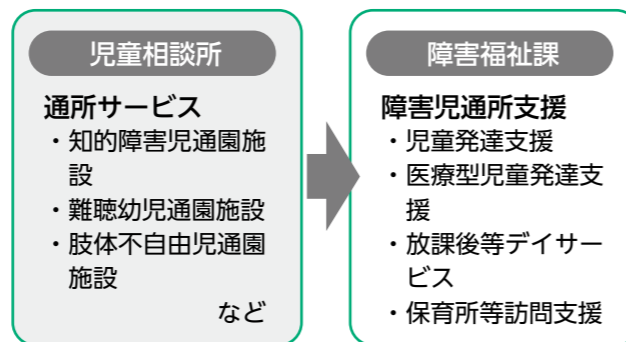 児童相談所
通所サービス
・知的障害児通園施
設
・難聴幼児通園施設
・肢体不自由児通園
施設
など
障害福祉課
障害児通所支援
・児童発達支援
・医療型児童発達支
援
・放課後等デイサー
ビス
・保育所等訪問支援